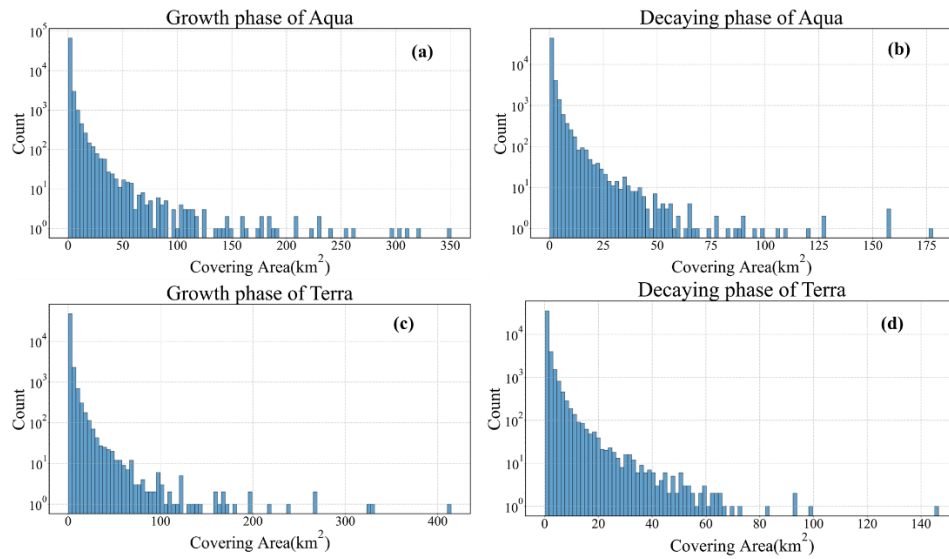 Growth phase of Aqua
(a)
10^5
10^4
10^3
10^2
10^1
10^0
Count
0 50 100 150 200 250 300 350
Covering Area(km^2)
Decaying phase of Aqua
(b)
10^4
10^3
10^2
10^1
10^0
Count
0 25 50 75 100 125 150 175
Covering Area(km^2)
Growth phase of Terra
(c)
10^4
10^3
10^2
10^1
10^0
Count
0 100 200 300 400
Covering Area(km^2)
Decaying phase of Terra
(d)
10^4
10^3
10^2
10^1
10^0
Count
0 20 40 60 80 100 120 140
Covering Area(km^2)